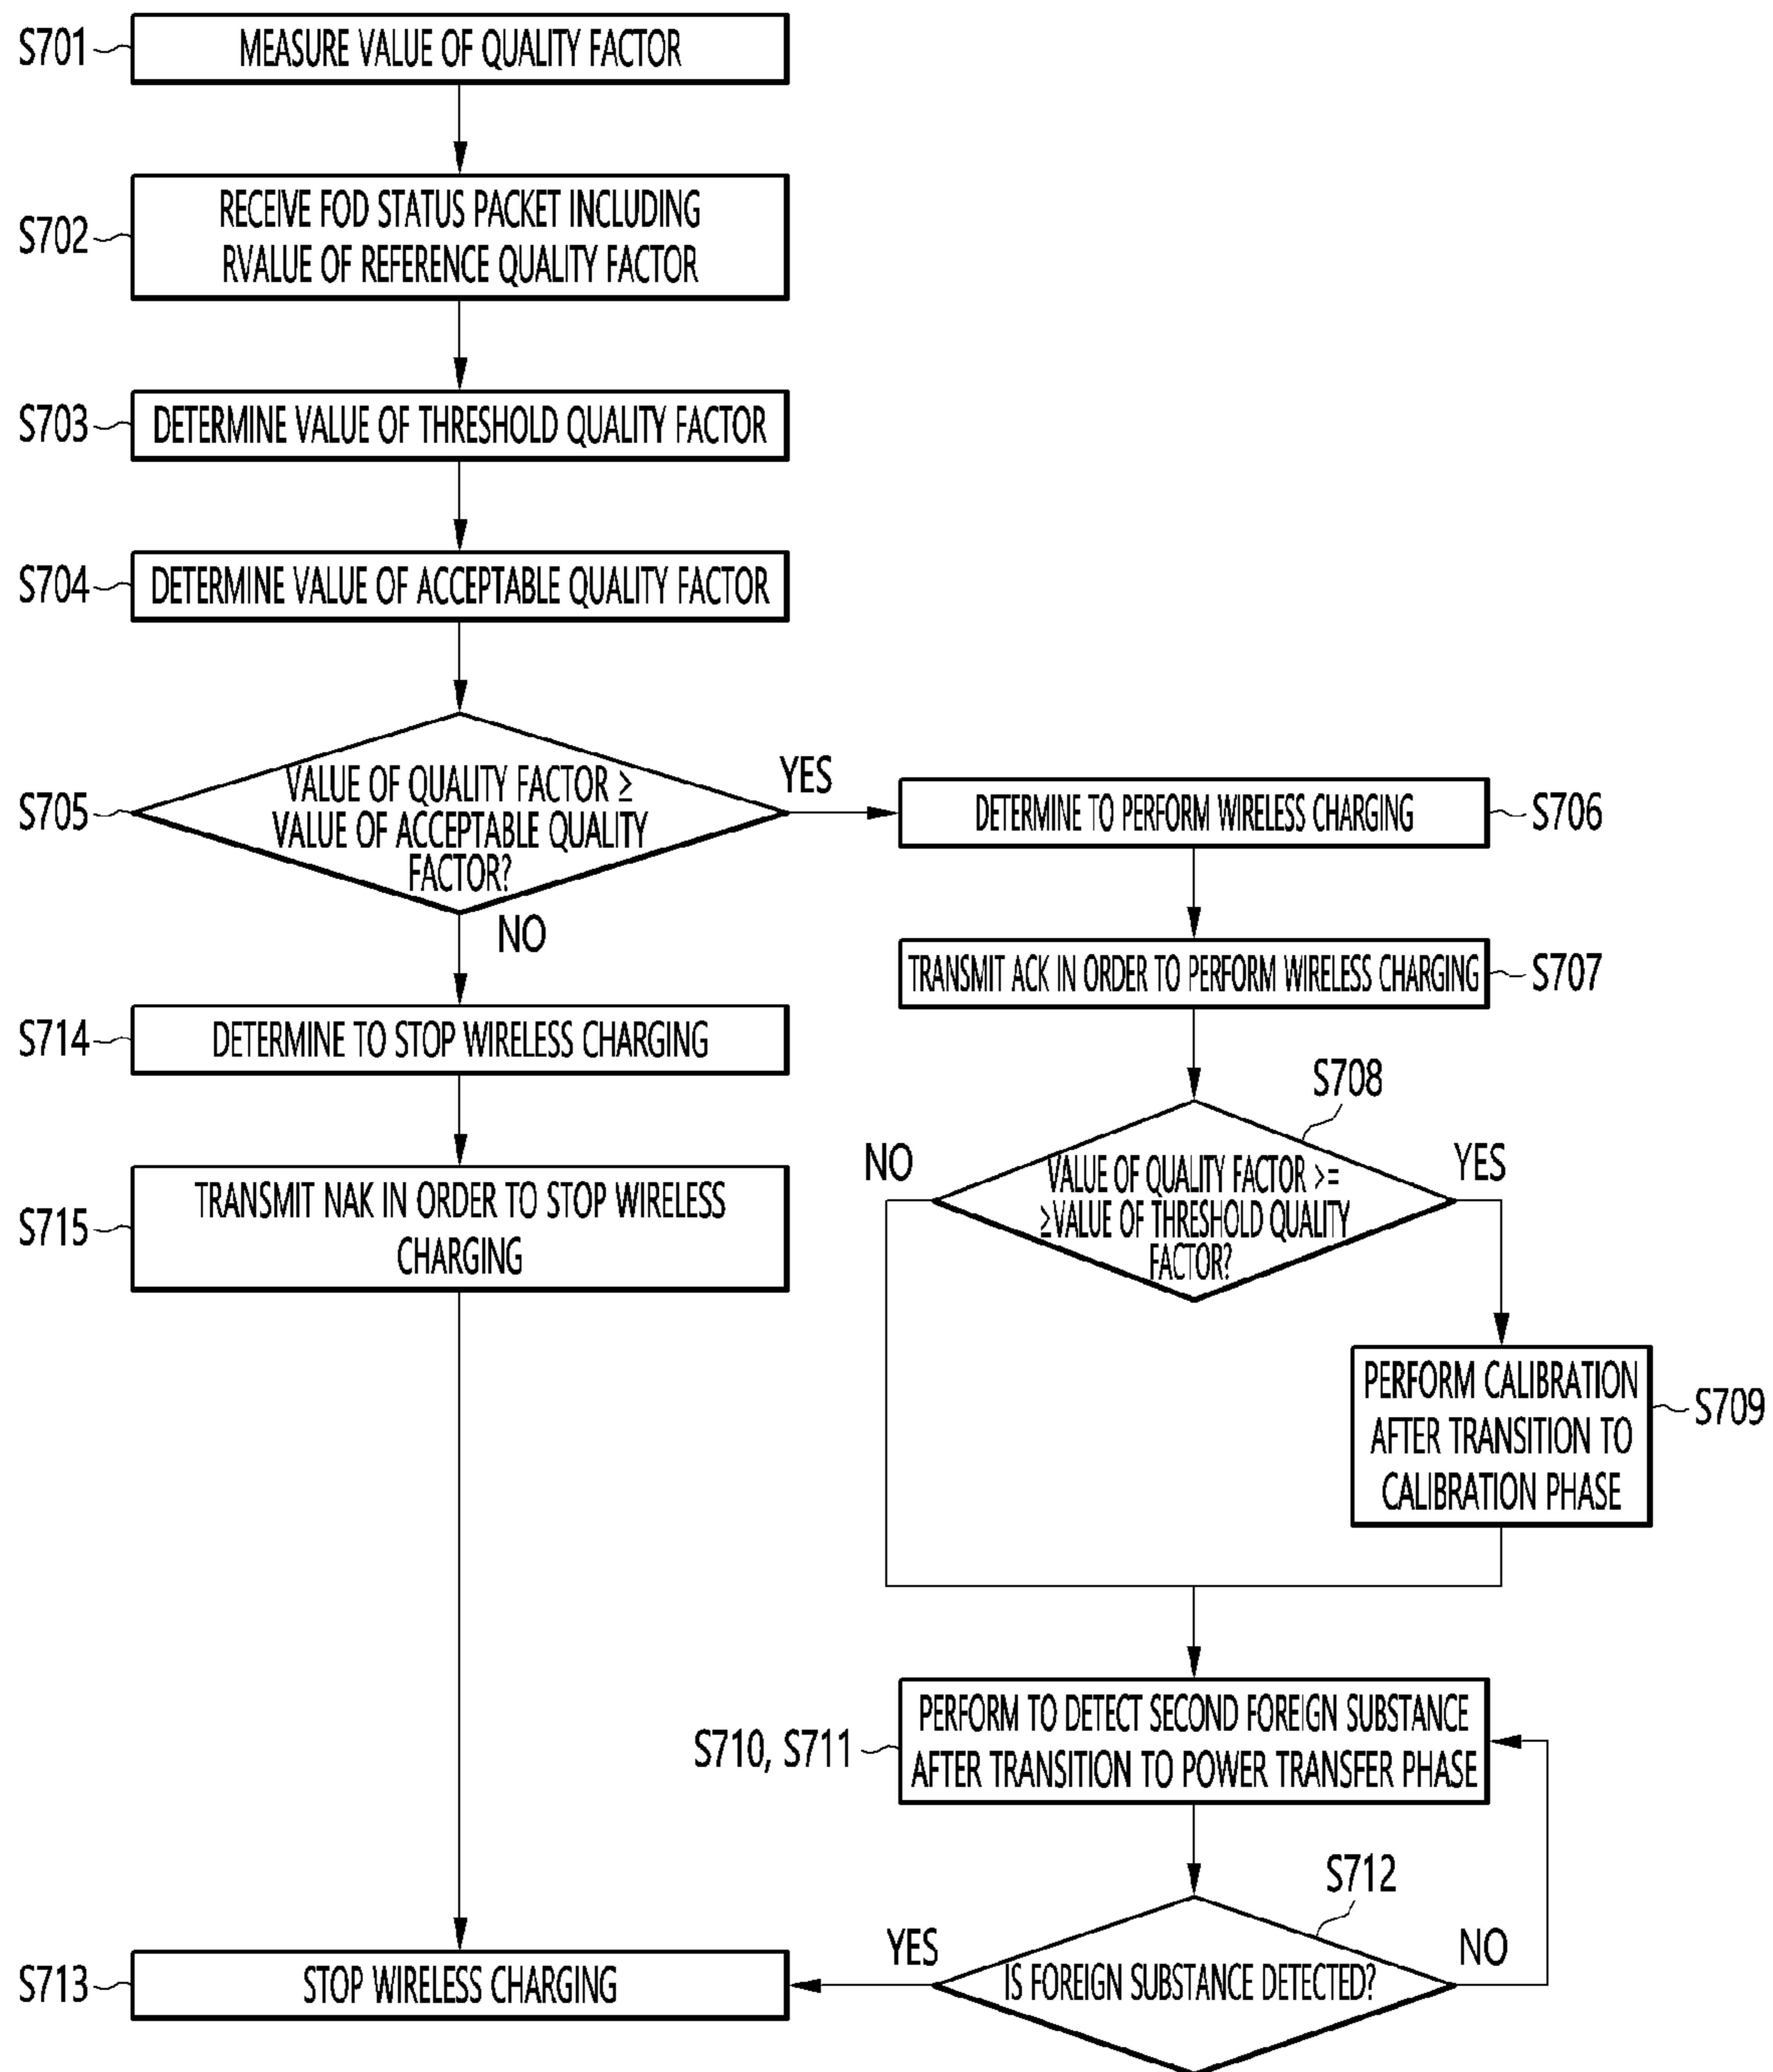 S701
MEASURE VALUE OF QUALITY FACTOR
S702
RECEIVE FOD STATUS PACKET INCLUDING
RVALUE OF REFERENCE QUALITY FACTOR
S703
DETERMINE VALUE OF THRESHOLD QUALITY FACTOR
S704
DETERMINE VALUE OF ACCEPTABLE QUALITY FACTOR
S705
VALUE OF QUALITY FACTOR ≥
VALUE OF ACCEPTABLE QUALITY
FACTOR?
YES
NO
DETERMINE TO PERFORM WIRELESS CHARGING
S706
TRANSMIT ACK IN ORDER TO PERFORM WIRELESS CHARGING
S707
S714
DETERMINE TO STOP WIRELESS CHARGING
S715
TRANSMIT NAK IN ORDER TO STOP WIRELESS
CHARGING
S708
NO
VALUE OF QUALITY FACTOR >=
≥VALUE OF THRESHOLD QUALITY
FACTOR?
YES
PERFORM CALIBRATION
AFTER TRANSITION TO
CALIBRATION PHASE
S709
S710, S711
PERFORM TO DETECT SECOND FOREIGN SUBSTANCE
AFTER TRANSITION TO POWER TRANSFER PHASE
S712
YES
IS FOREIGN SUBSTANCE DETECTED?
NO
S713
STOP WIRELESS CHARGING